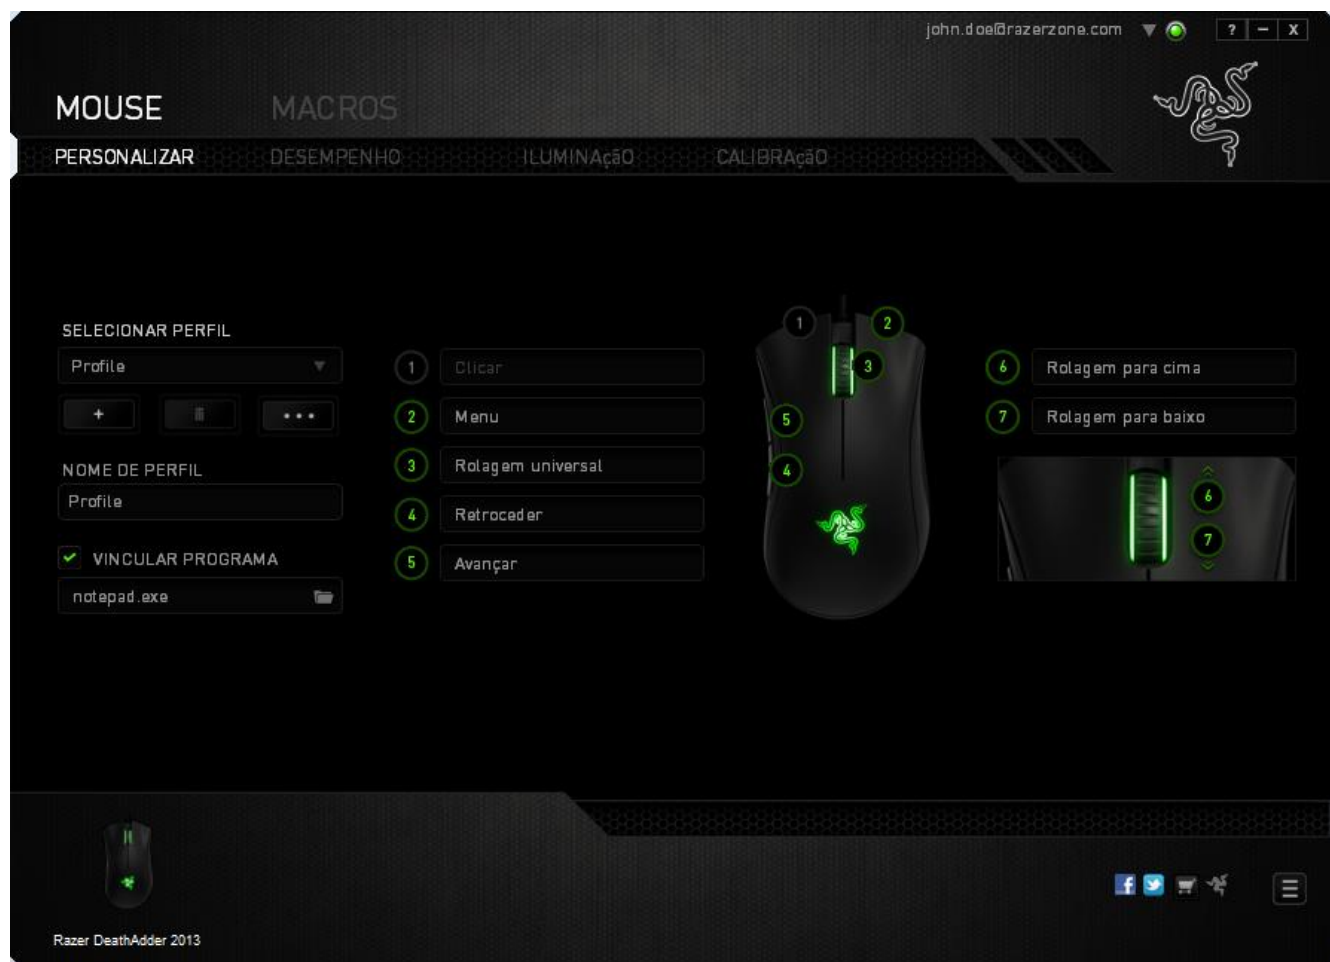 john.doe@razerzone.com
? – X
MOUSE MACROS
PERSONALIZAR DESEMPENHO ILUMINAção CALIBRAção
SELECIONAR PERFIL
Profile
+ •••
NOME DE PERFIL
Profile
VINCULAR PROGRAMA
notepad.exe
1 Clicar
2 Menu
3 Rolagem universal
4 Retroceder
5 Avançar
1 2
3
5
4
6 Rolagem para cima
7 Rolagem para baixo
6
7
Razer DeathAdder 2013